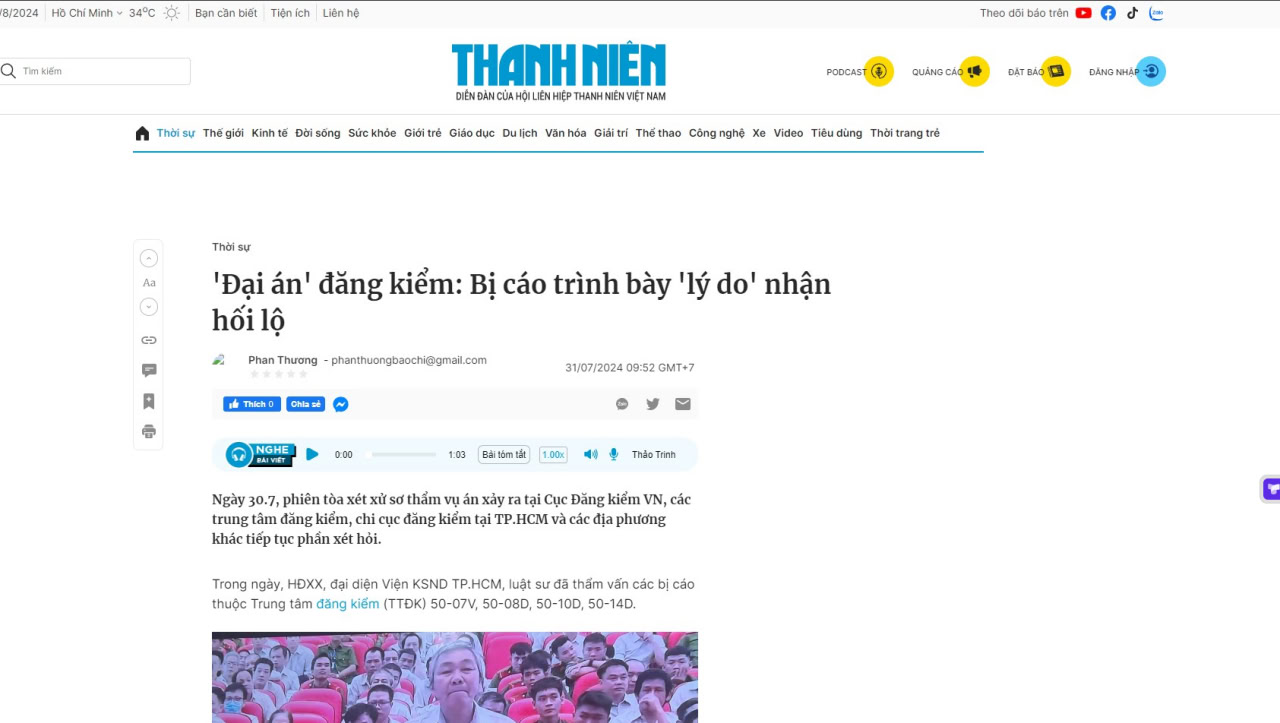 /8/2024 Hồ Chí Minh 34°C Bạn cần biết Tiện ích Liên hệ Theo dõi báo trên Zalo
Tìm kiếm
THANH NIÊN
DIỄN ĐÀN CỦA HỘI LIÊN HIỆP THANH NIÊN VIỆT NAM
PODCAST QUẢNG CÁO ĐẶT BÁO ĐĂNG NHẬP
Thời sự Thế giới Kinh tế Đời sống Sức khỏe Giới trẻ Giáo dục Du lịch Văn hóa Giải trí Thể thao Công nghệ Xe Video Tiêu dùng Thời trang trẻ
Thời sự
Aa
'Đại án' đăng kiểm: Bị cáo trình bày 'lý do' nhận
hối lộ
Phan Thương - phanthuongbaochi@gmail.com
31/07/2024 09:52 GMT+7
Thích 0 Chia sẻ Zalo
NGHE
BÀI VIẾT
0:00 1:03 Bài tóm tắt 1.00x Thảo Trinh
Ngày 30.7, phiên tòa xét xử sơ thẩm vụ án xảy ra tại Cục Đăng kiểm VN, các
trung tâm đăng kiểm, chi cục đăng kiểm tại TP.HCM và các địa phương
khác tiếp tục phần xét hỏi.
Trong ngày, HĐXX, đại diện Viện KSND TP.HCM, luật sư đã thẩm vấn các bị cáo
thuộc Trung tâm đăng kiểm (TTĐK) 50-07V, 50-08D, 50-10D, 50-14D.